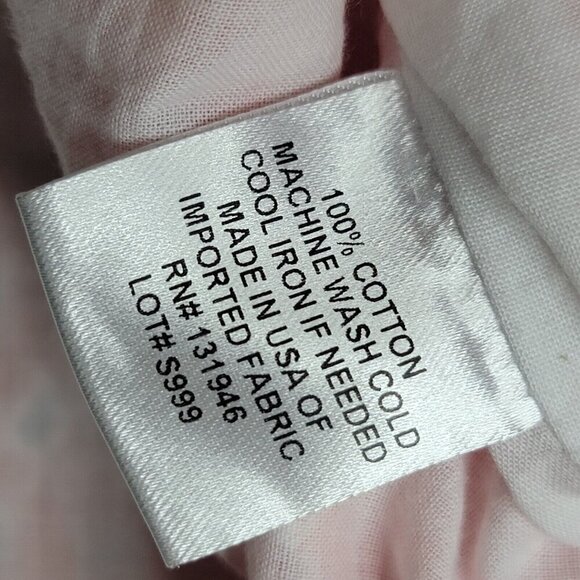 100% COTTON
MACHINE WASH COLD
COOL IRON IF NEEDED
MADE IN USA OF
IMPORTED FABRIC
RN# 131946
LOT# S999